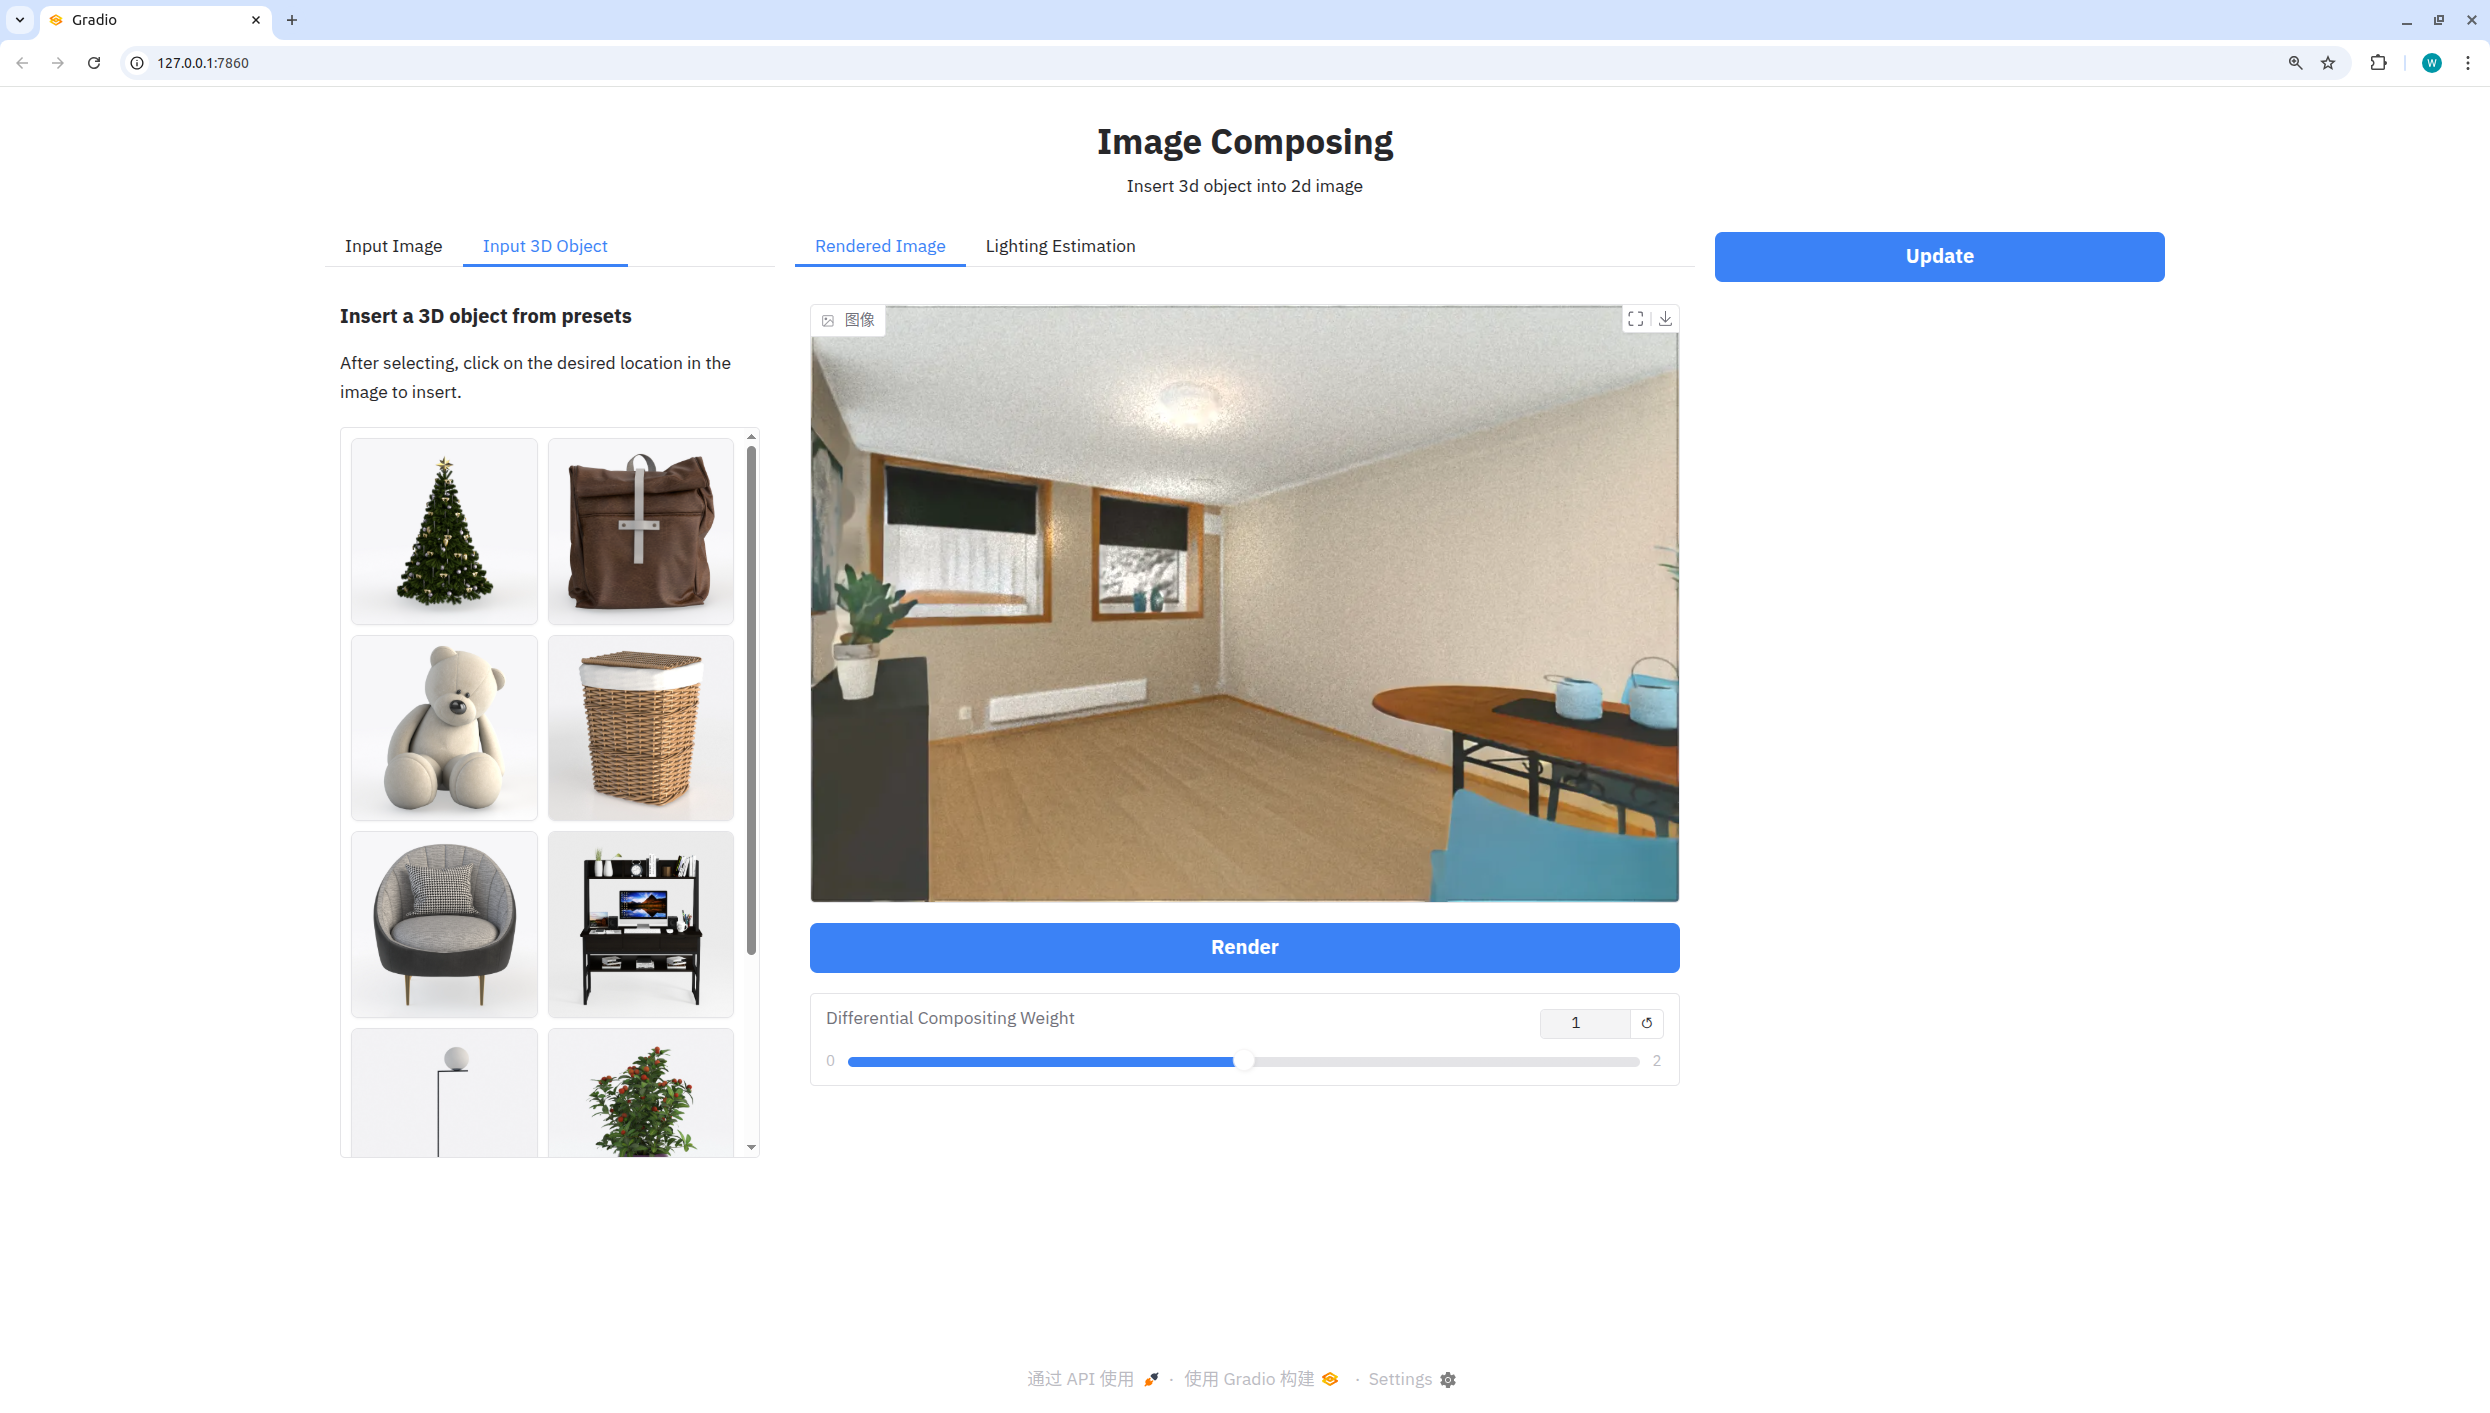 Gradio
127.0.0.1:7860
W
Image Composing
Insert 3d object into 2d image
Input Image
Input 3D Object
Rendered Image
Lighting Estimation
Update
Insert a 3D object from presets
After selecting, click on the desired location in the
image to insert.
图像
Render
Differential Compositing Weight
1
0
2
通过 API 使用 · 使用 Gradio 构建 · Settings